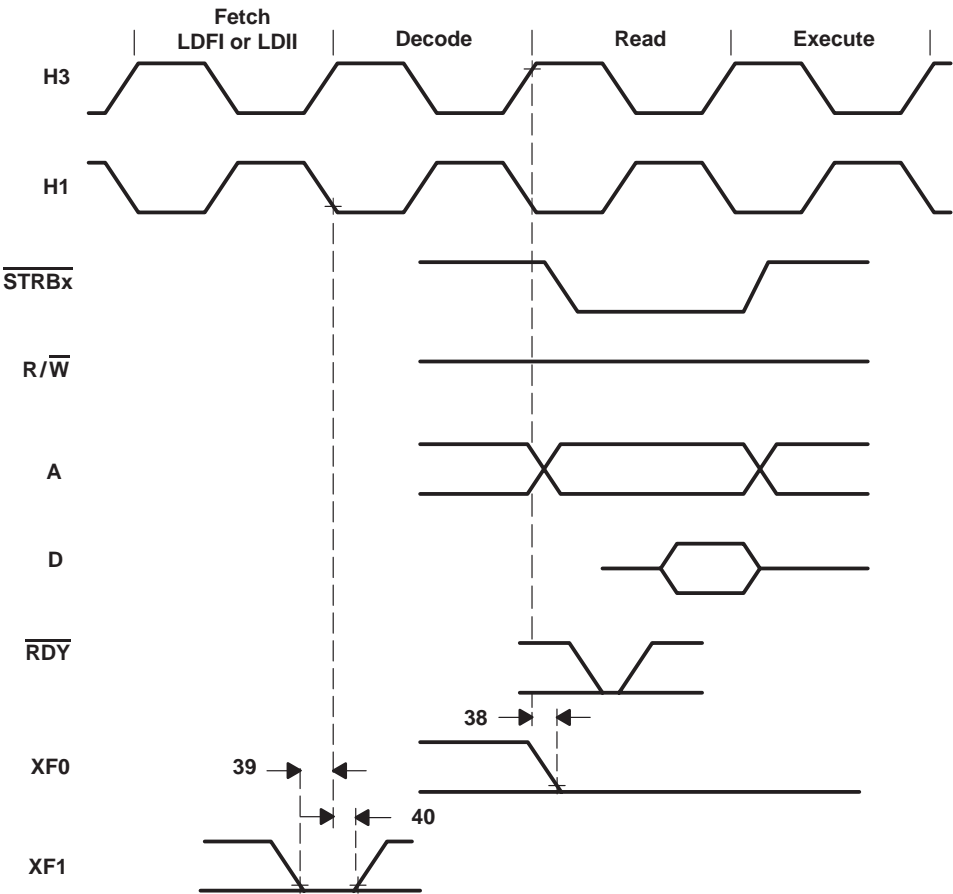 Fetch
LDFI or LDII
Decode
Read
Execute
H3
H1
STRBx
R/W
A
D
RDY
38
XF0
39
40
XF1